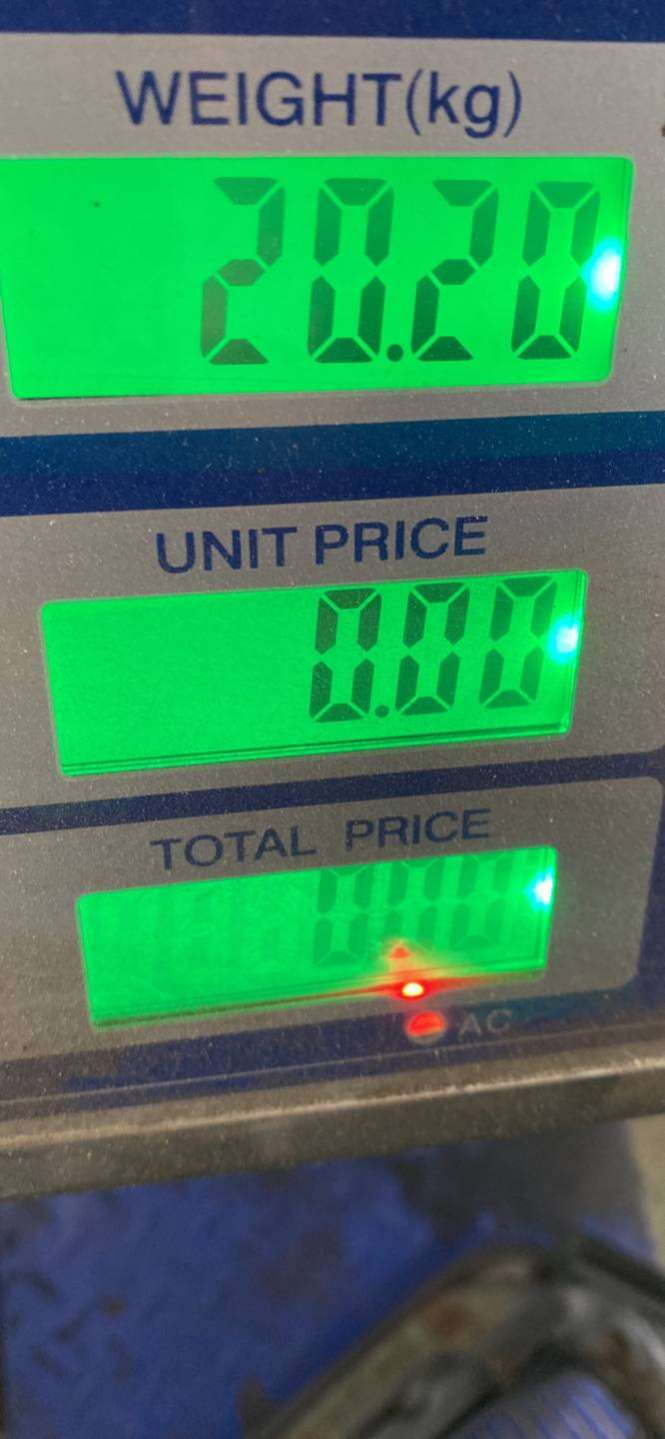 WEIGHT(kg)
20.20
UNIT PRICE
0.00
TOTAL PRICE
0.00
AC